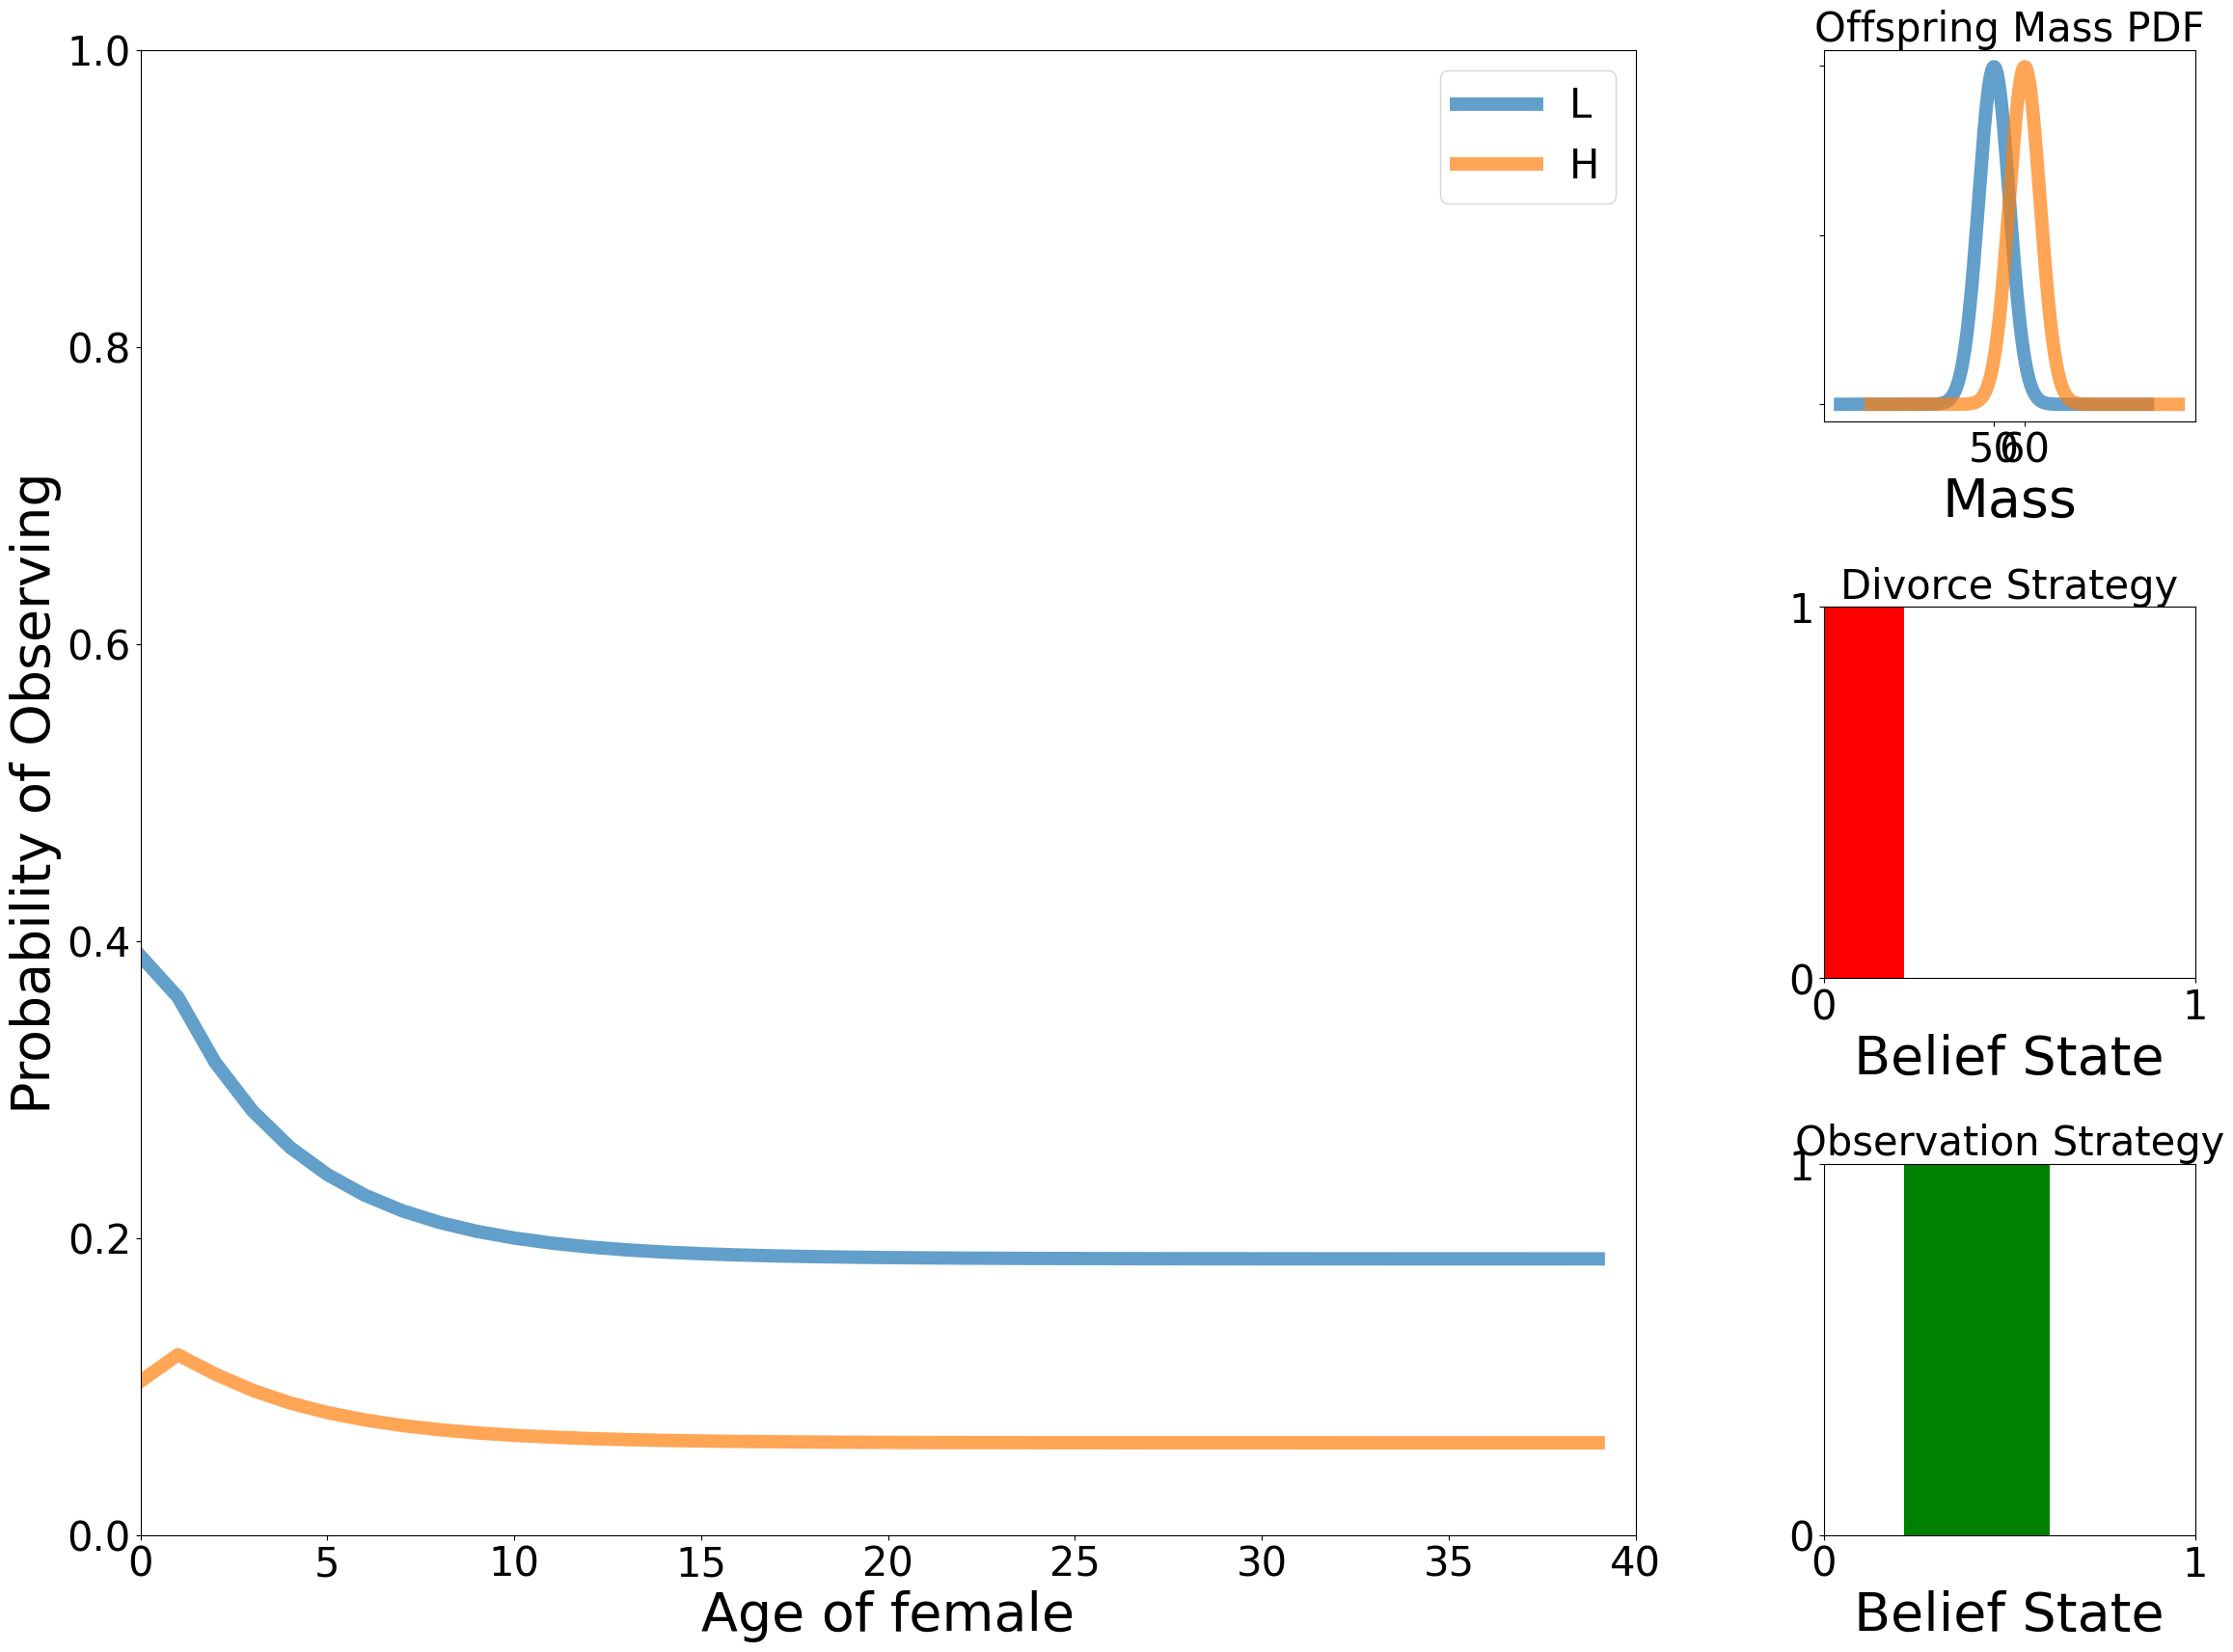 1.0
0.8
0.6
0.4
0.2
0.0
Probability of Observing
0
5
10
15
20
25
30
35
40
Age of female
L
H
Offspring Mass PDF
50
60
Mass
Divorce Strategy
1
0
0
1
Belief State
Observation Strategy
1
0
0
1
Belief State